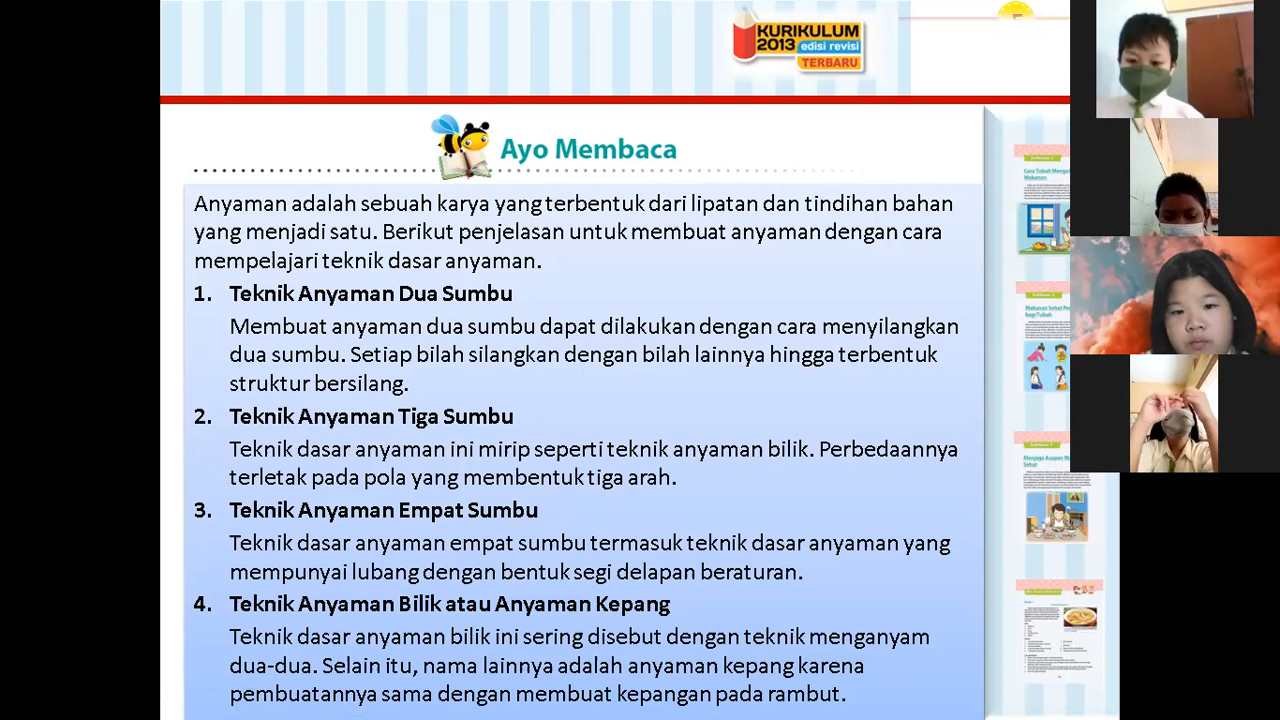 KURIKULUM
2013 edisi revisi
TERBARU
Ayo Membaca
Anyaman adalah sebuah karya yang terbentuk dari lipatan dan tindihan bahan
yang menjadi satu. Berikut penjelasan untuk membuat anyaman dengan cara
mempelajari teknik dasar anyaman.
1. Teknik Anyaman Dua Sumbu
Membuat anyaman dua sumbu dapat dilakukan dengan cara menyilangkan
dua sumbu. Setiap bilah silangkan dengan bilah lainnya hingga terbentuk
struktur bersilang.
2. Teknik Anyaman Tiga Sumbu
Teknik dasar anyaman ini mirip seperti teknik anyaman bilik. Perbedaannya
terletak pada pola yang membentuk tiga arah.
3. Teknik Anyaman Empat Sumbu
Teknik dasar anyaman empat sumbu termasuk teknik dasar anyaman yang
mempunyai lubang dengan bentuk segi delapan beraturan.
4. Teknik Anyaman Bilik atau Anyaman Kepang
Teknik dasar anyaman bilik ini sering disebut dengan teknik menganyam
dua-dua. Selain itu, nama lainnya adalah anyaman kepang karena
pembuatannya sama dengan membuat kepangan pada rambut.
Makanan
Makanan Sehat
Sehat